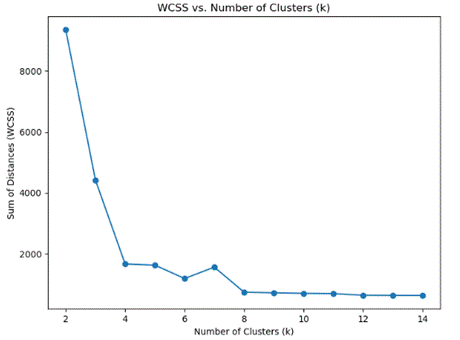 WCSS vs. Number of Clusters (k)
Sum of Distances (WCSS)
8000
6000
4000
2000
2 4 6 8 10 12 14
Number of Clusters (k)